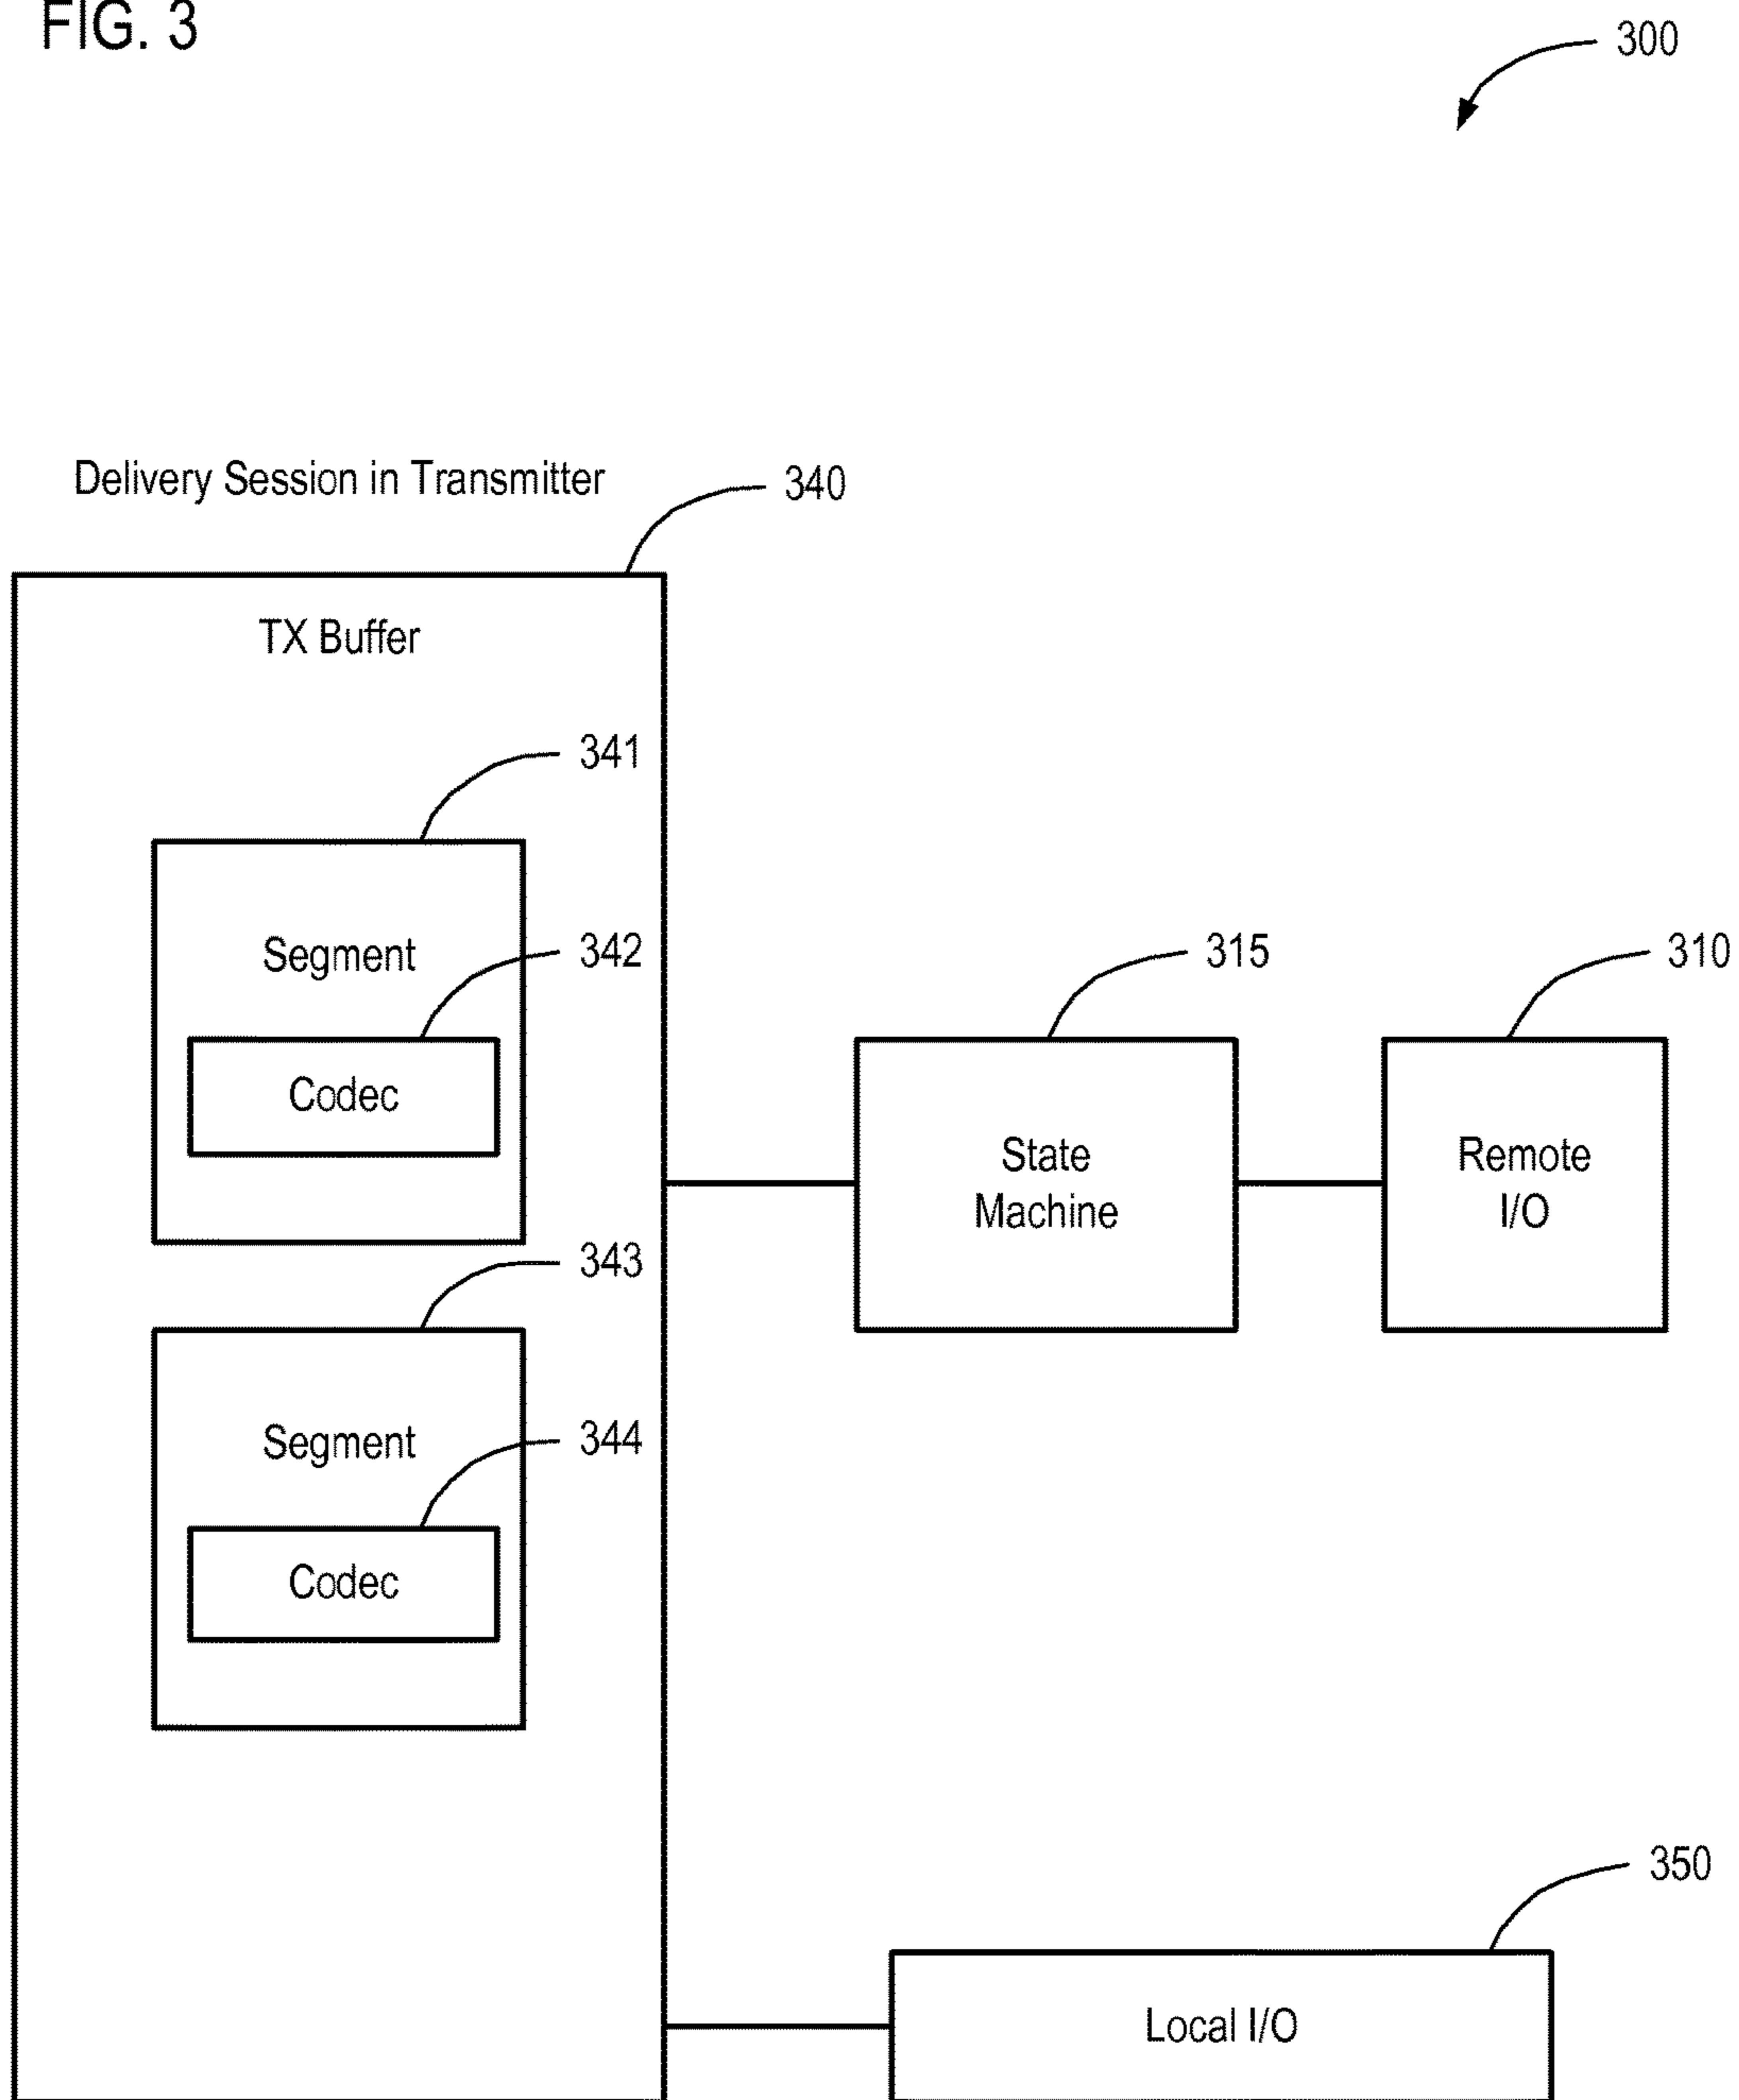 FIG. 3
300
Delivery Session in Transmitter
340
TX Buffer
341
Segment
342
Codec
315
State
Machine
310
Remote
I/O
343
Segment
344
Codec
350
Local I/O